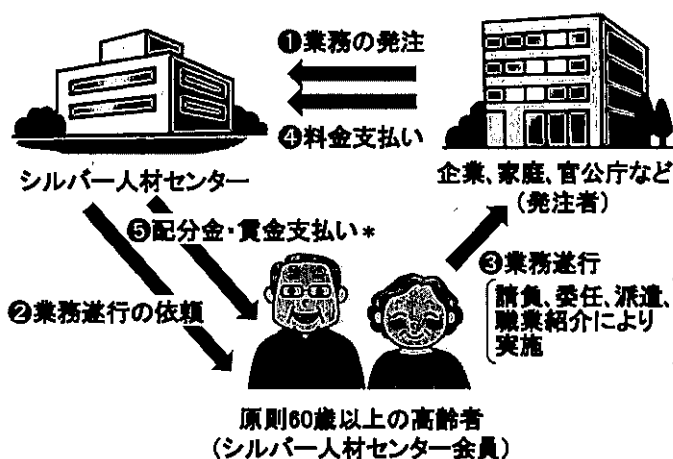 ❶業務の発注
❹料金支払い
シルバー人材センター
企業、家庭、官公庁など
(発注者)
❺配分金・賃金支払い*
❷業務遂行の依頼
❸業務遂行
請負、委任、派遣、
職業紹介により
実施
原則60歳以上の高齢者
(シルバー人材センター会員)